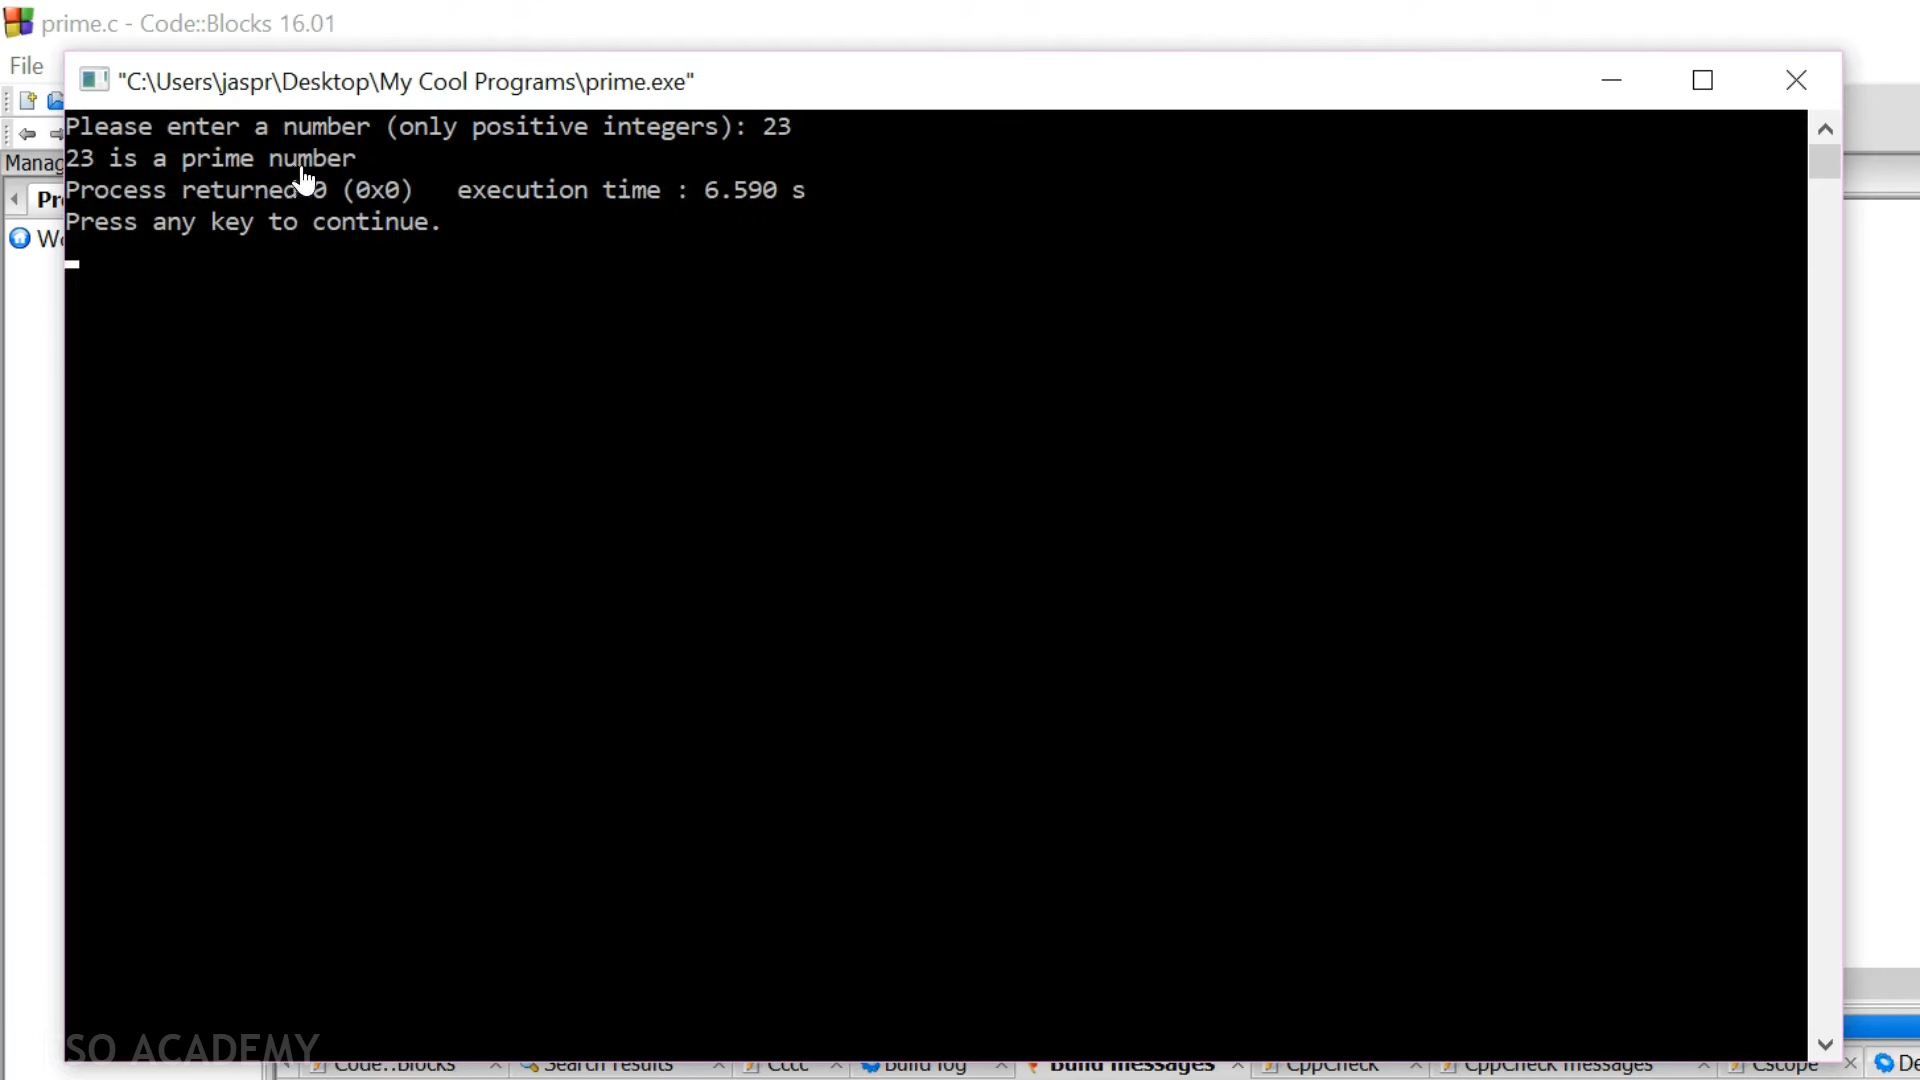 prime.c - Code::Blocks 16.01
File
"C:\Users\jaspr\Desktop\My Cool Programs\prime.exe"
Please enter a number (only positive integers): 23
23 is a prime number
Manag
Process returned 0 (0x0)   execution time : 6.590 s
Pr
Press any key to continue.
Wo
SO ACADEMY
Code::Blocks
Search results
Cccc
Build log
Build messages
CppCheck
CppCheck messages
Cscope
De